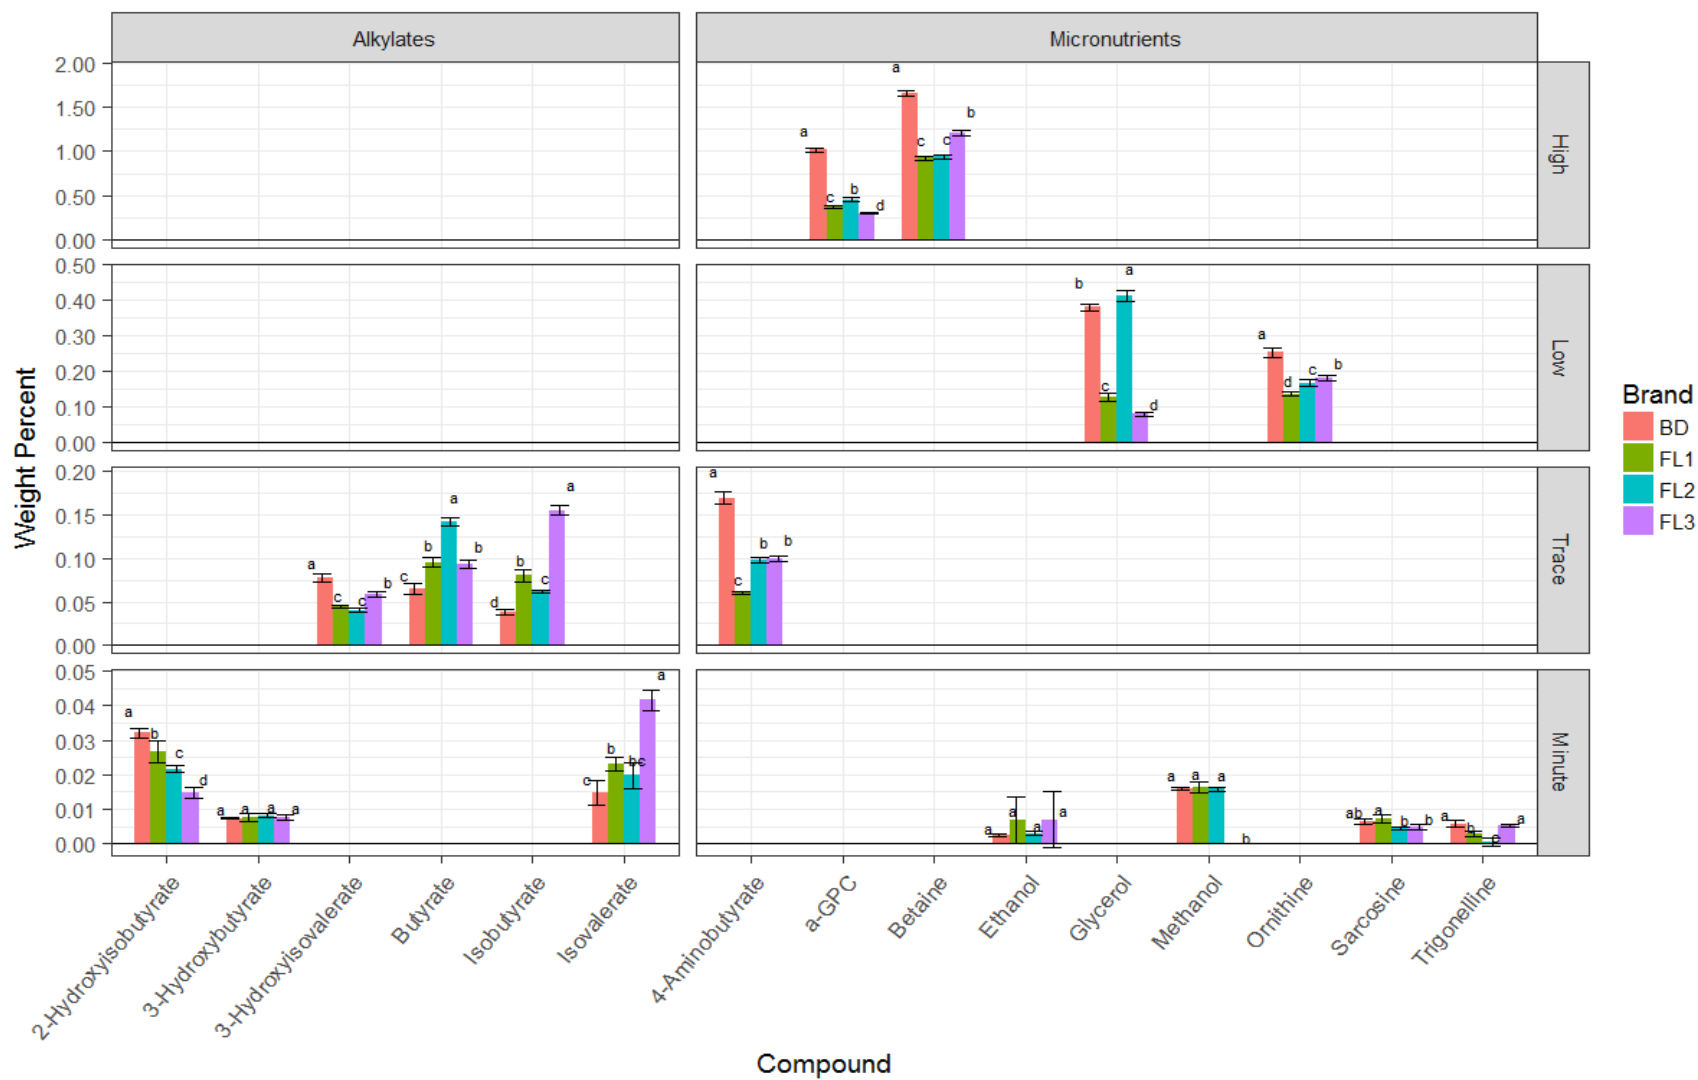 Alkylates
Micronutrients
Weight Percent
2.00
1.50
1.00
0.50
0.00
a
c
b
d
a
c
c
b
High
0.50
0.40
0.30
0.20
0.10
0.00
b
c
a
d
a
d
c
b
Low
0.20
0.15
0.10
0.05
0.00
a
c
c
b
c
b
a
b
d
b
c
a
a
c
b
b
Trace
0.05
0.04
0.03
0.02
0.01
0.00
a
b
c
d
a
a
a
a
c
b
bc
a
a
a
a
a
a
a
a
b
ab
a
b
b
a
b
c
a
Minute
2-Hydroxyisobutyrate
3-Hydroxybutyrate
3-Hydroxyisovalerate
Butyrate
Isobutyrate
Isovalerate
4-Aminobutyrate
a-GPC
Betaine
Ethanol
Glycerol
Methanol
Ornithine
Sarcosine
Trigonelline
Compound
Brand
BD
FL1
FL2
FL3